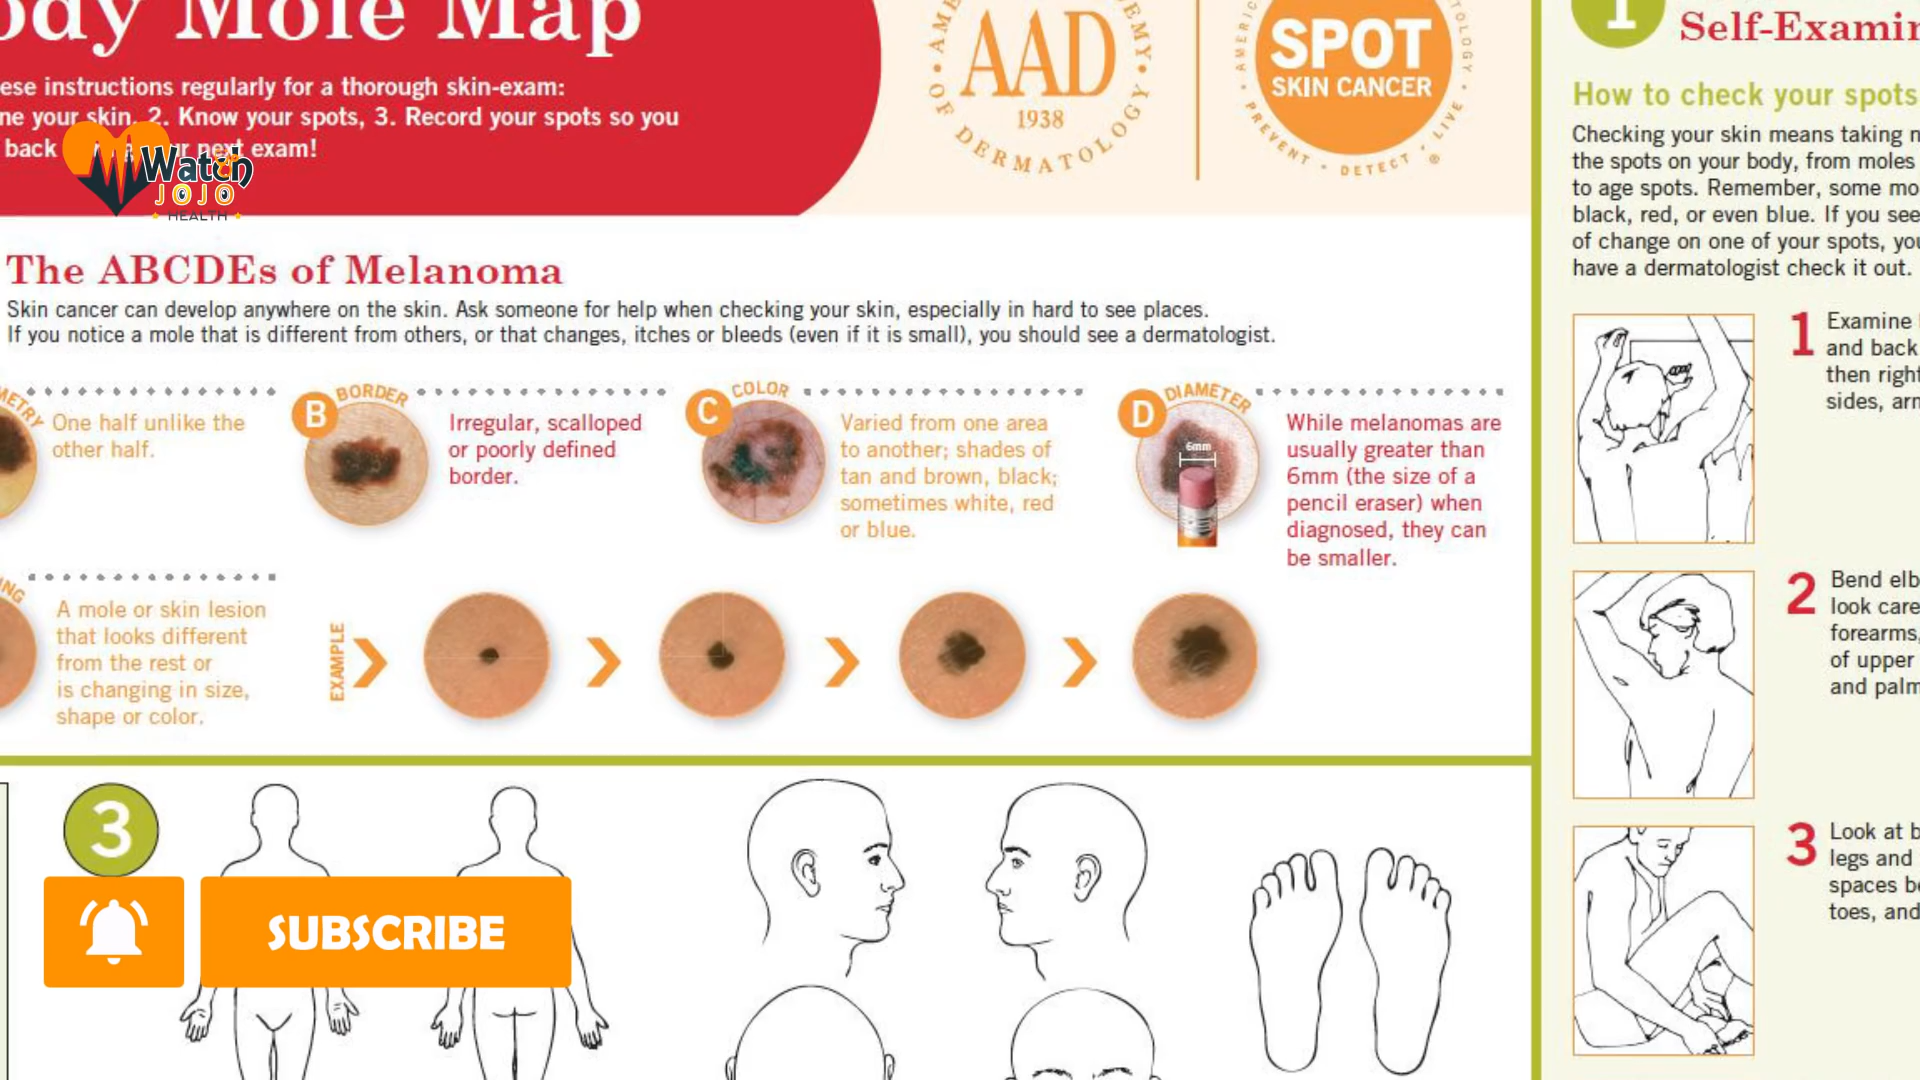 ody Mole Map
ese instructions regularly for a thorough skin-exam:
ne your skin, 2. Know your spots, 3. Record your spots so you
back
next exam!
Watch
JOJO
HEALTH
AAD
1938
OF DERMATOLOGY
SPOT
SKIN CANCER
PREVENT • DETECT • LIVE
®
The ABCDEs of Melanoma
Skin cancer can develop anywhere on the skin. Ask someone for help when checking your skin, especially in hard to see places.
If you notice a mole that is different from others, or that changes, itches or bleeds (even if it is small), you should see a dermatologist.
METRY
One half unlike the
other half.
B
BORDER
Irregular, scalloped
or poorly defined
border.
C
COLOR
Varied from one area
to another; shades of
tan and brown, black;
sometimes white, red
or blue.
D
DIAMETER
6mm
While melanomas are
usually greater than
6mm (the size of a
pencil eraser) when
diagnosed, they can
be smaller.
NG
A mole or skin lesion
that looks different
from the rest or
is changing in size,
shape or color.
EXAMPLE
3
SUBSCRIBE
1
Self-Examin
How to check your spots
Checking your skin means taking n
the spots on your body, from moles
to age spots. Remember, some mo
black, red, or even blue. If you see
of change on one of your spots, you
have a dermatologist check it out.
1
Examine
and back
then right
sides, arm
2
Bend elb
look care
forearms,
of upper
and palm
3
Look at b
legs and
spaces be
toes, and